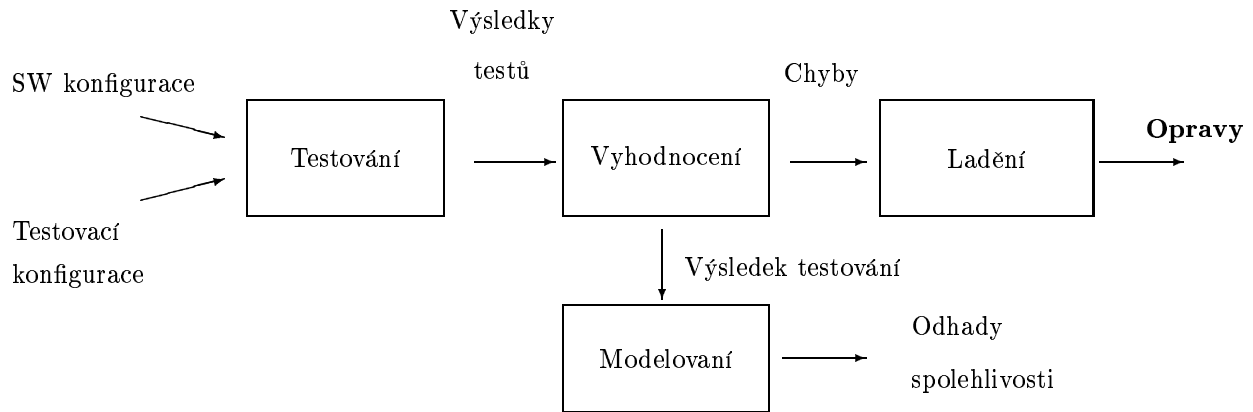 Výsledky
testů
SW konfigurace
Chyby
Opravy
Testování
Vyhodnocení
Ladění
Testovací
konfigurace
Výsledek testování
Modelovaní
Odhady
spolehlivosti